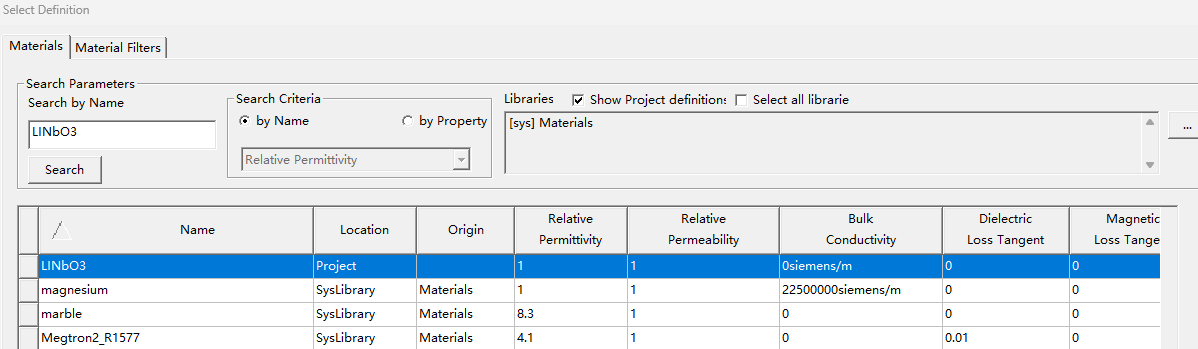 Select Definition
Materials
Material Filters
Search Parameters
Search by Name
LINbO3
Search
Search Criteria
by Name
by Property
Relative Permittivity
Libraries
Show Project definitions
Select all librarie
[sys] Materials
...
Name Location Origin Relative Permittivity Relative Permeability Bulk Conductivity Dielectric Loss Tangent Magnetic Loss Tange
LINbO3 Project 1 1 0siemens/m 0 0
magnesium SysLibrary Materials 1 1 22500000siemens/m 0 0
marble SysLibrary Materials 8.3 1 0 0 0
Megtron2_R1577 SysLibrary Materials 4.1 1 0 0.01 0